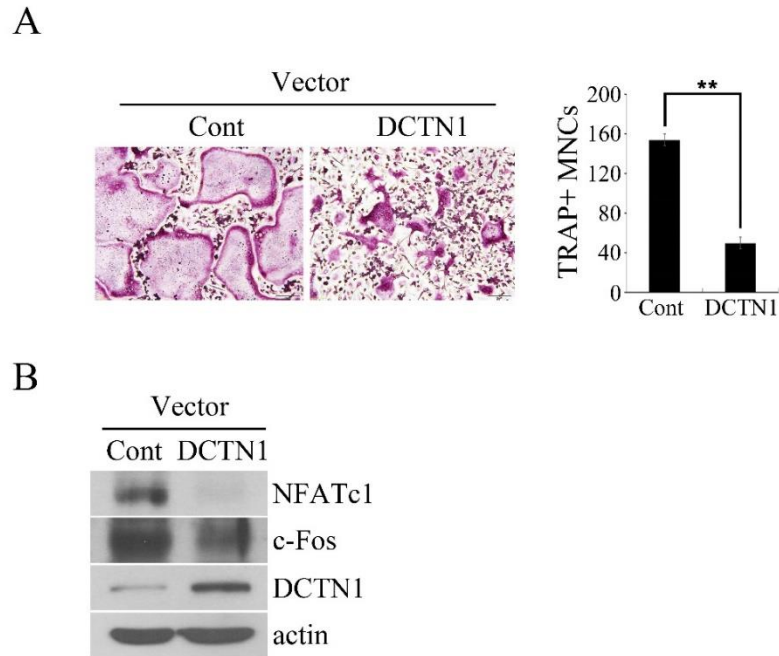 A
Vector
Cont DCTN1
TRAP+ MNCs
200
160
120
80
40
0
**
Cont DCTN1
B
Vector
Cont DCTN1
NFATc1
c-Fos
DCTN1
actin